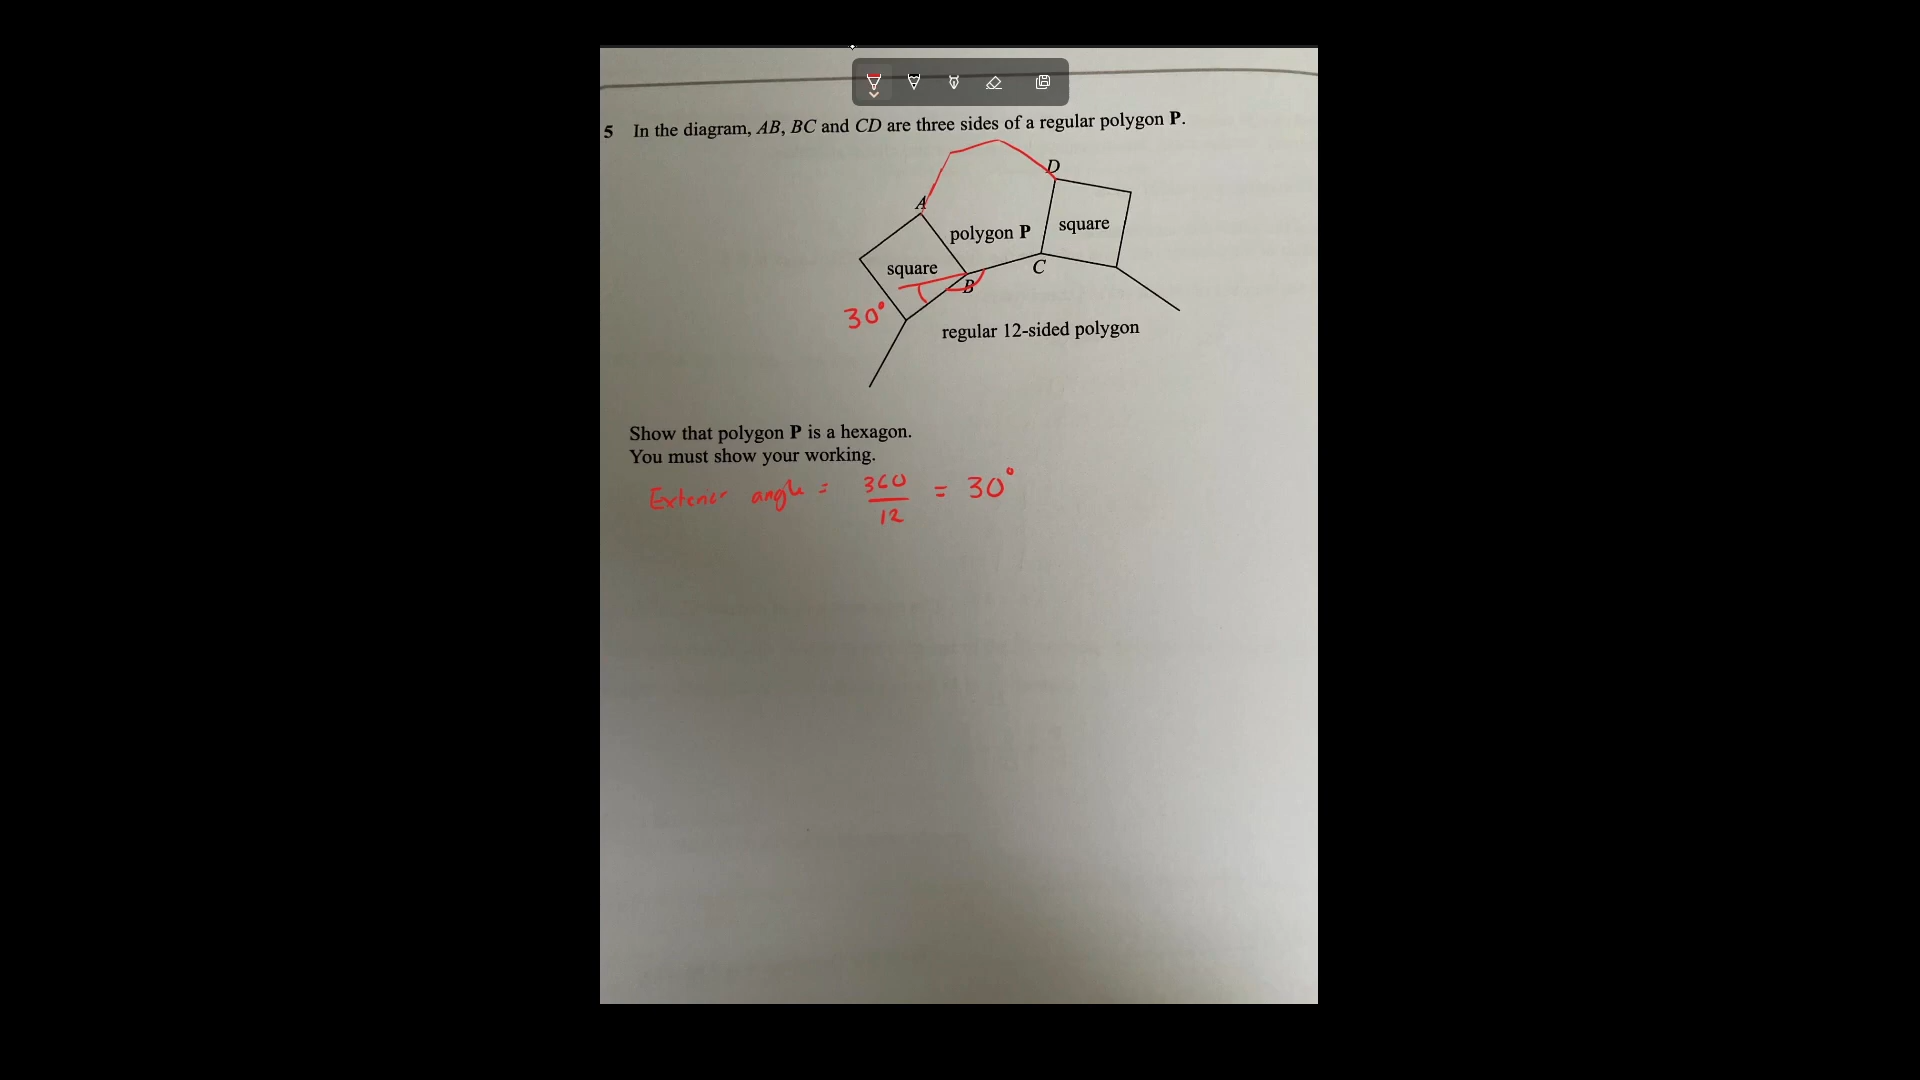 5 In the diagram, AB, BC and CD are three sides of a regular polygon P.
D
A
polygon P
square
square
C
B
30°
regular 12-sided polygon
Show that polygon P is a hexagon.
You must show your working.
Exterior angle = 360/12 = 30°